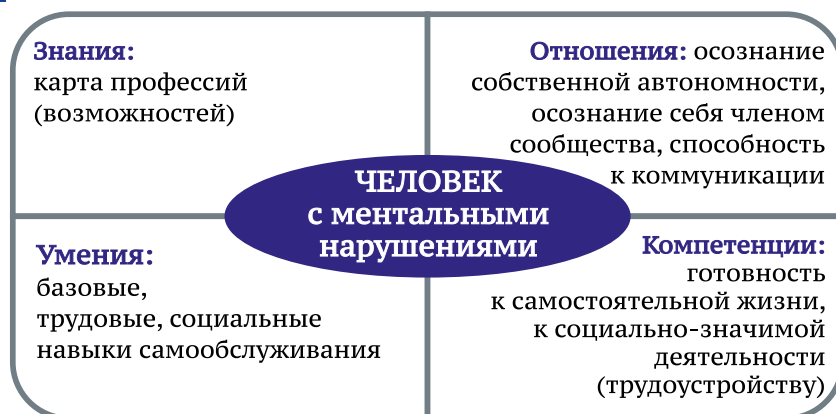 Знания:
карта профессий
(возможностей)
Отношения: осознание
собственной автономности,
осознание себя членом
сообщества, способность
к коммуникации
ЧЕЛОВЕК
с ментальными
нарушениями
Умения:
базовые,
трудовые, социальные
навыки самообслуживания
Компетенции:
готовность
к самостоятельной жизни,
к социально-значимой
деятельности
(трудоустройству)